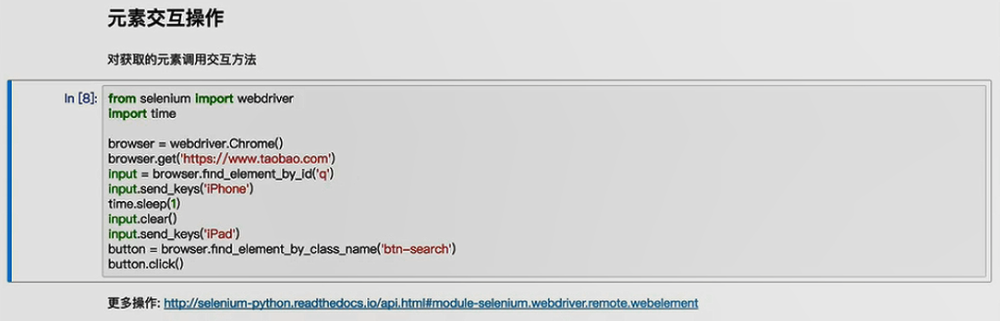 元素交互操作
对获取的元素调用交互方法
In [8]:
from selenium import webdriver
import time
browser = webdriver.Chrome()
browser.get('https://www.taobao.com')
input = browser.find_element_by_id('q')
input.send_keys('iPhone')
time.sleep(1)
input.clear()
input.send_keys('iPad')
button = browser.find_element_by_class_name('btn-search')
button.click()
更多操作: http://selenium-python.readthedocs.io/api.html#module-selenium.webdriver.remote.webelement